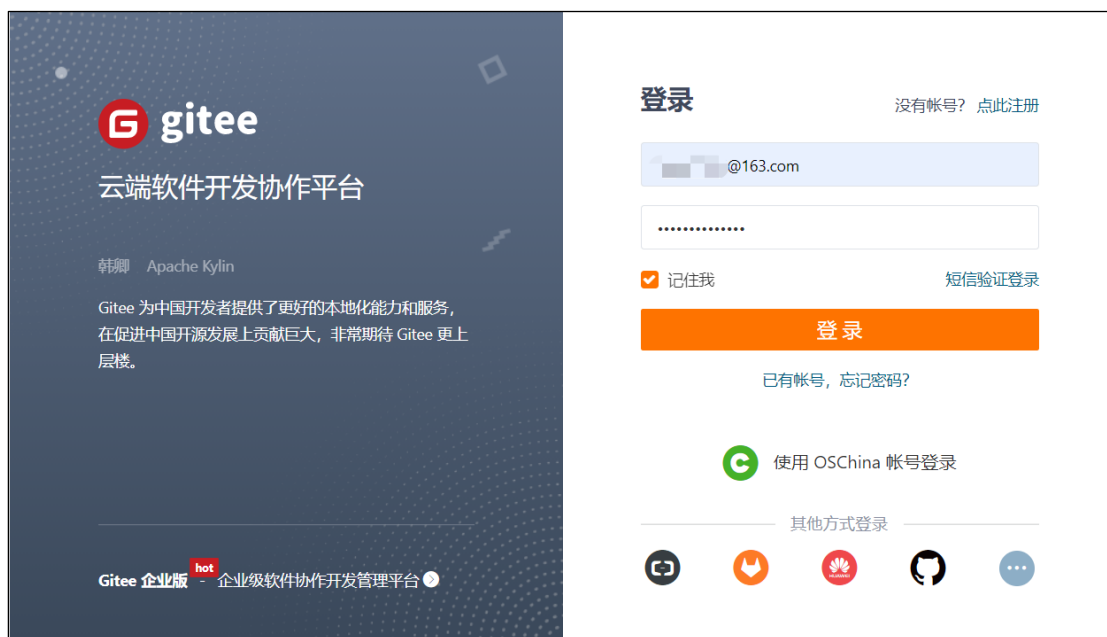 gitee
云端软件开发协作平台
韩卿 Apache Kylin
Gitee 为中国开发者提供了更好的本地化能力和服务，
在促进中国开源发展上贡献巨大，非常期待 Gitee 更上
层楼。
hot
Gitee 企业版 - 企业级软件协作开发管理平台
登录
没有帐号？ 点此注册
@163.com
记住我
短信验证登录
登录
已有帐号，忘记密码？
使用 OSChina 帐号登录
其他方式登录
HUAWEI